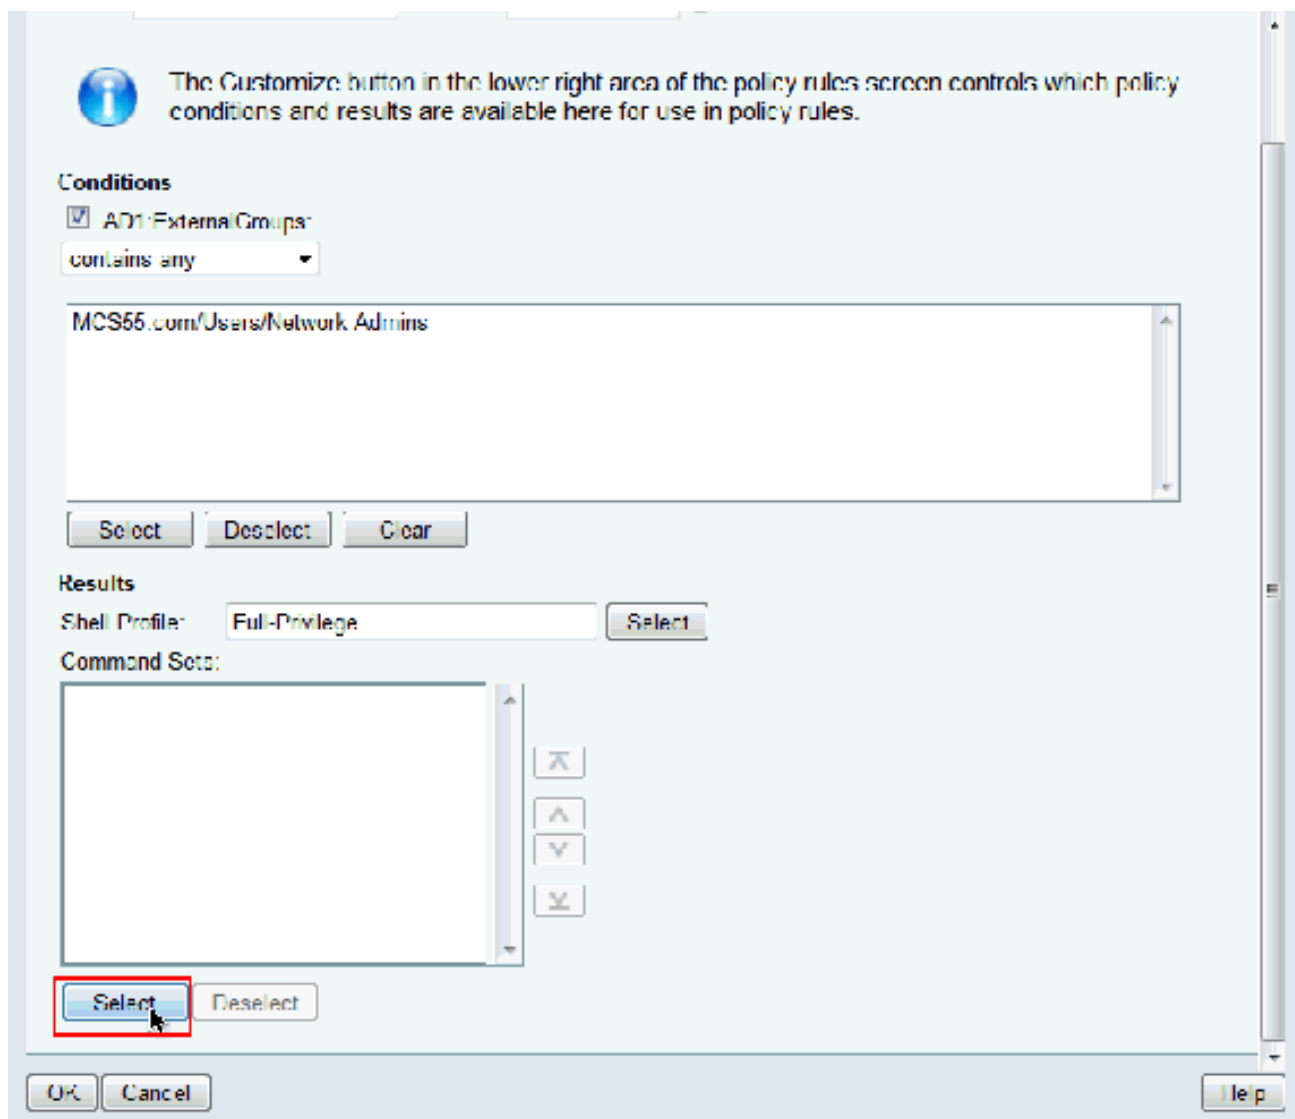 The Customize button in the lower right area of the policy rules screen controls which policy
conditions and results are available here for use in policy rules.
Conditions
AD1:ExternalGroups:
contains any
MCS55.com/Users/Network Admins
Select Deselect Clear
Results
Shell Profile: Full-Privilege Select
Command Sets:
Select Deselect
OK Cancel Help